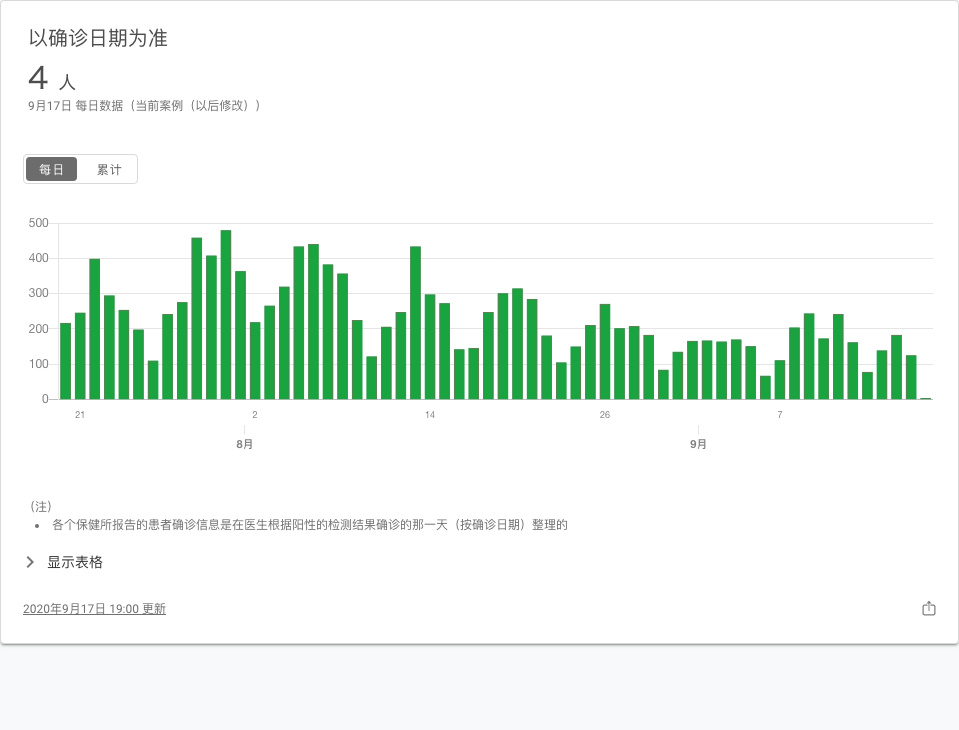 以确诊日期为准
4 人
9月17日 每日数据（当前案例（以后修改））
每日 累计
500
400
300
200
100
0
21 2 14 26 7
8月 9月
（注）
• 各个保健所报告的患者确诊信息是在医生根据阳性的检测结果确诊的那一天（按确诊日期）整理的
显示表格
2020年9月17日 19:00 更新